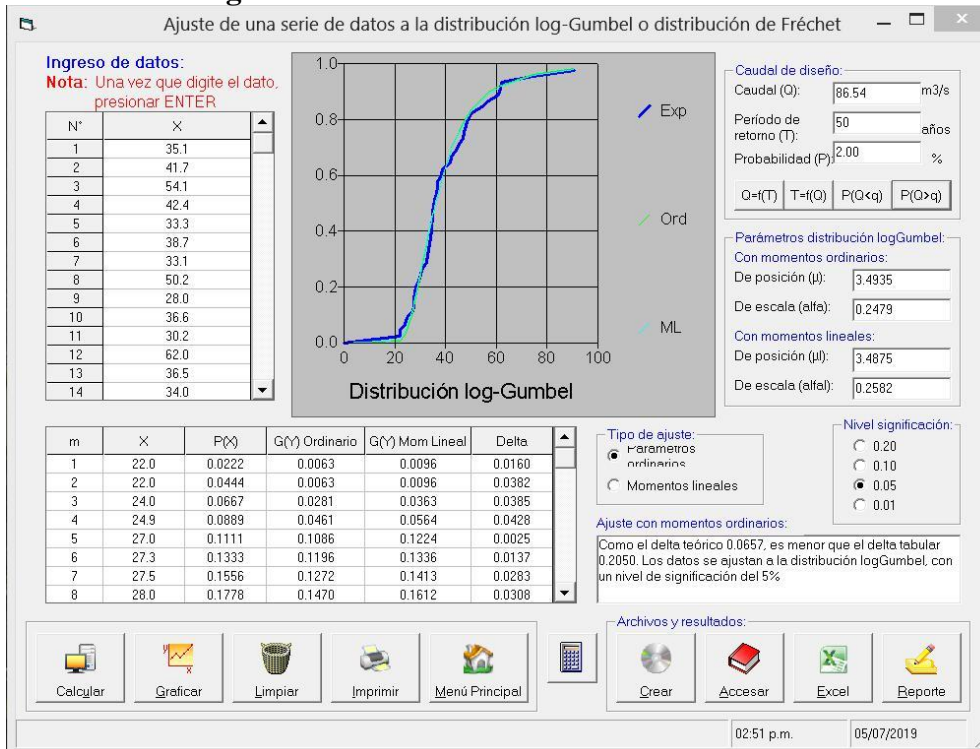 Ajuste de una serie de datos a la distribución log-Gumbel o distribución de Fréchet
Ingreso de datos:
Nota: Una vez que digite el dato,
presionar ENTER
N° X
1 35.1
2 41.7
3 54.1
4 42.4
5 33.3
6 38.7
7 33.1
8 50.2
9 28.0
10 36.6
11 30.2
12 62.0
13 36.5
14 34.0
1.0
0.8
0.6
0.4
0.2
0.0
0 20 40 60 80 100
Exp
Ord
ML
Distribución log-Gumbel
Caudal de diseño:
Caudal (Q): 86.54 m3/s
Período de
retorno (T): 50 años
Probabilidad (P): 2.00 %
Q=f(T) T=f(Q) P(Q<q) P(Q>q)
Parámetros distribución logGumbel:
Con momentos ordinarios:
De posición (µ): 3.4935
De escala (alfa): 0.2479
Con momentos lineales:
De posición (µl): 3.4875
De escala (alfal): 0.2582
m X P(X) G(Y) Ordinario G(Y) Mom Lineal Delta
1 22.0 0.0222 0.0063 0.0096 0.0160
2 22.0 0.0444 0.0063 0.0096 0.0382
3 24.0 0.0667 0.0281 0.0363 0.0385
4 24.9 0.0889 0.0461 0.0564 0.0428
5 27.0 0.1111 0.1086 0.1224 0.0025
6 27.3 0.1333 0.1196 0.1336 0.0137
7 27.5 0.1556 0.1272 0.1413 0.0283
8 28.0 0.1778 0.1470 0.1612 0.0308
Tipo de ajuste:
Parámetros
ordinarios
Momentos lineales
Nivel significación:
0.20
0.10
0.05
0.01
Ajuste con momentos ordinarios:
Como el delta teórico 0.0657, es menor que el delta tabular
0.2050. Los datos se ajustan a la distribución logGumbel, con
un nivel de significación del 5%
Calcular Graficar Limpiar Imprimir Menú Principal
Archivos y resultados:
Crear Accesar Excel Reporte
02:51 p.m. 05/07/2019